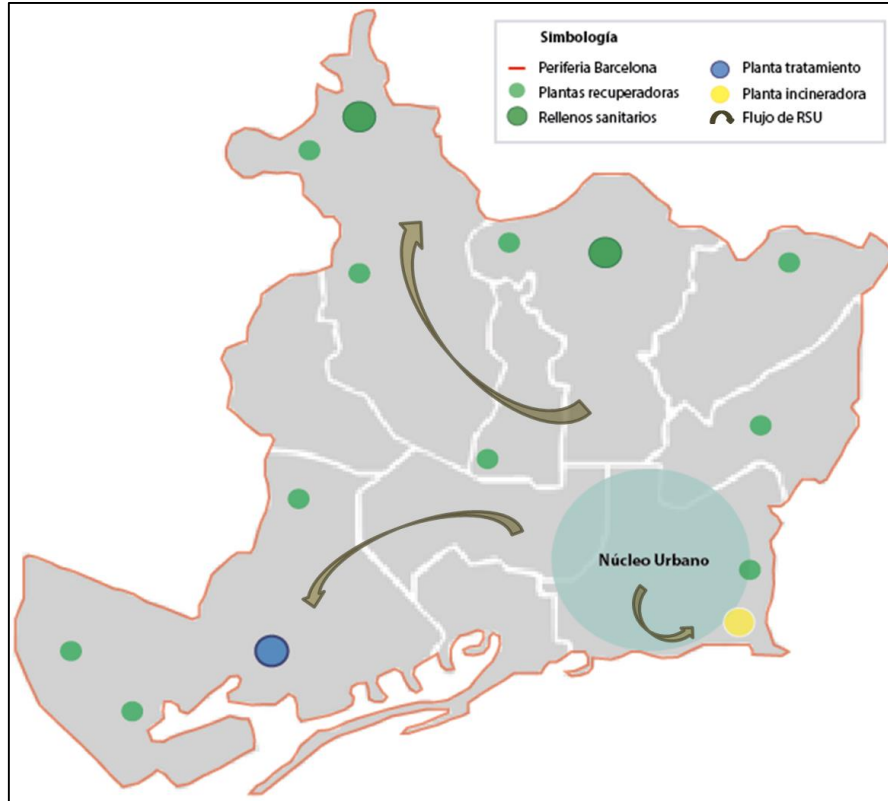 Simbología
Periferia Barcelona
Plantas recuperadoras
Rellenos sanitarios
Planta tratamiento
Planta incineradora
Flujo de RSU
Núcleo Urbano